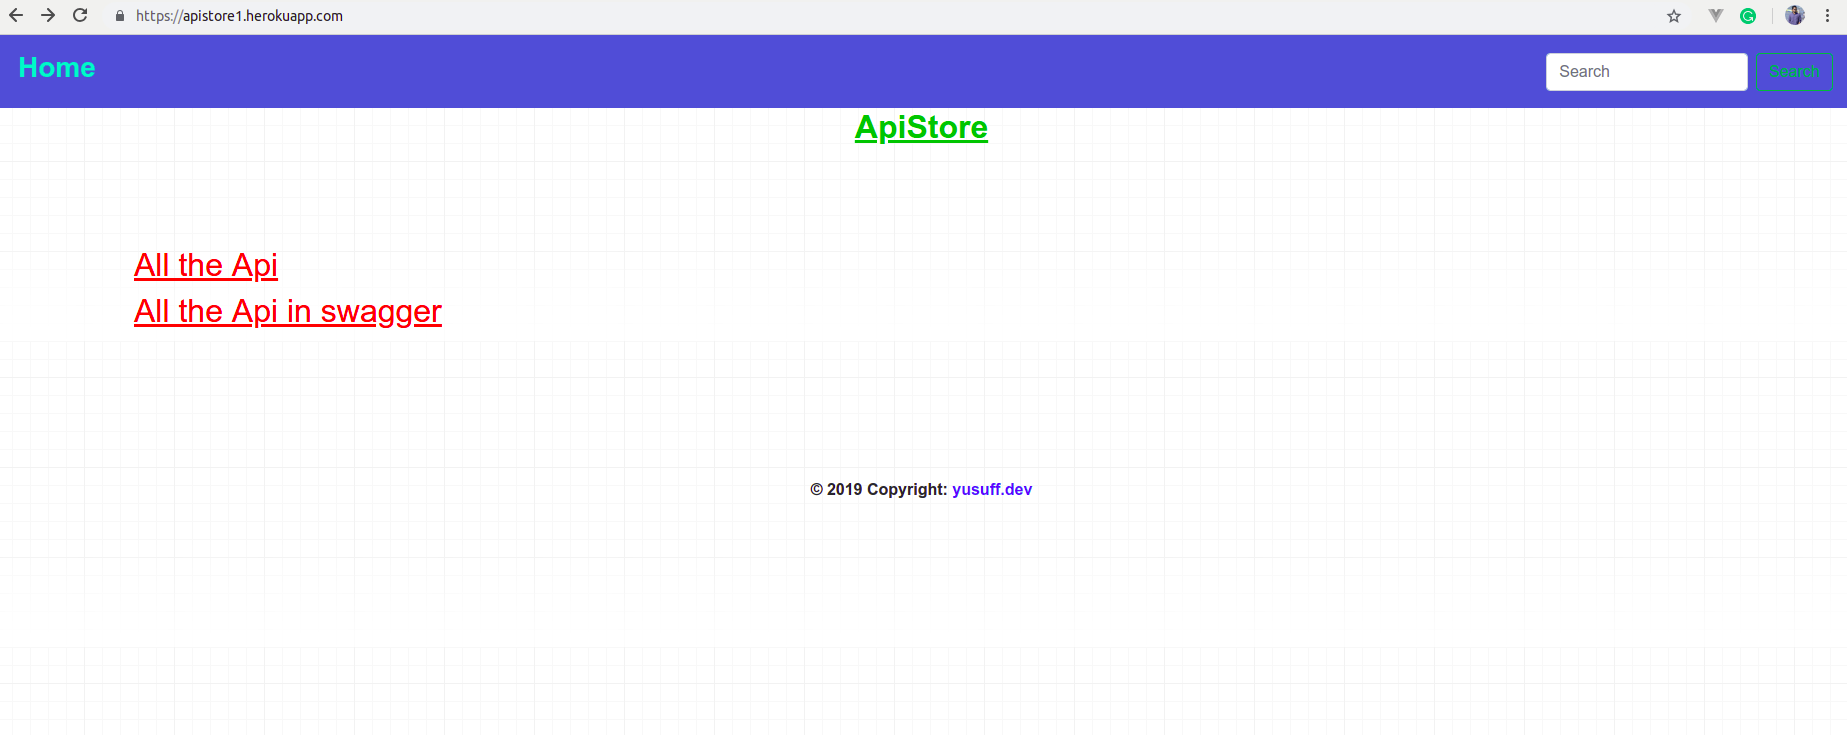 https://apistore1.herokuapp.com
Home
Search
Search
ApiStore
All the Api
All the Api in swagger
© 2019 Copyright: yusuff.dev